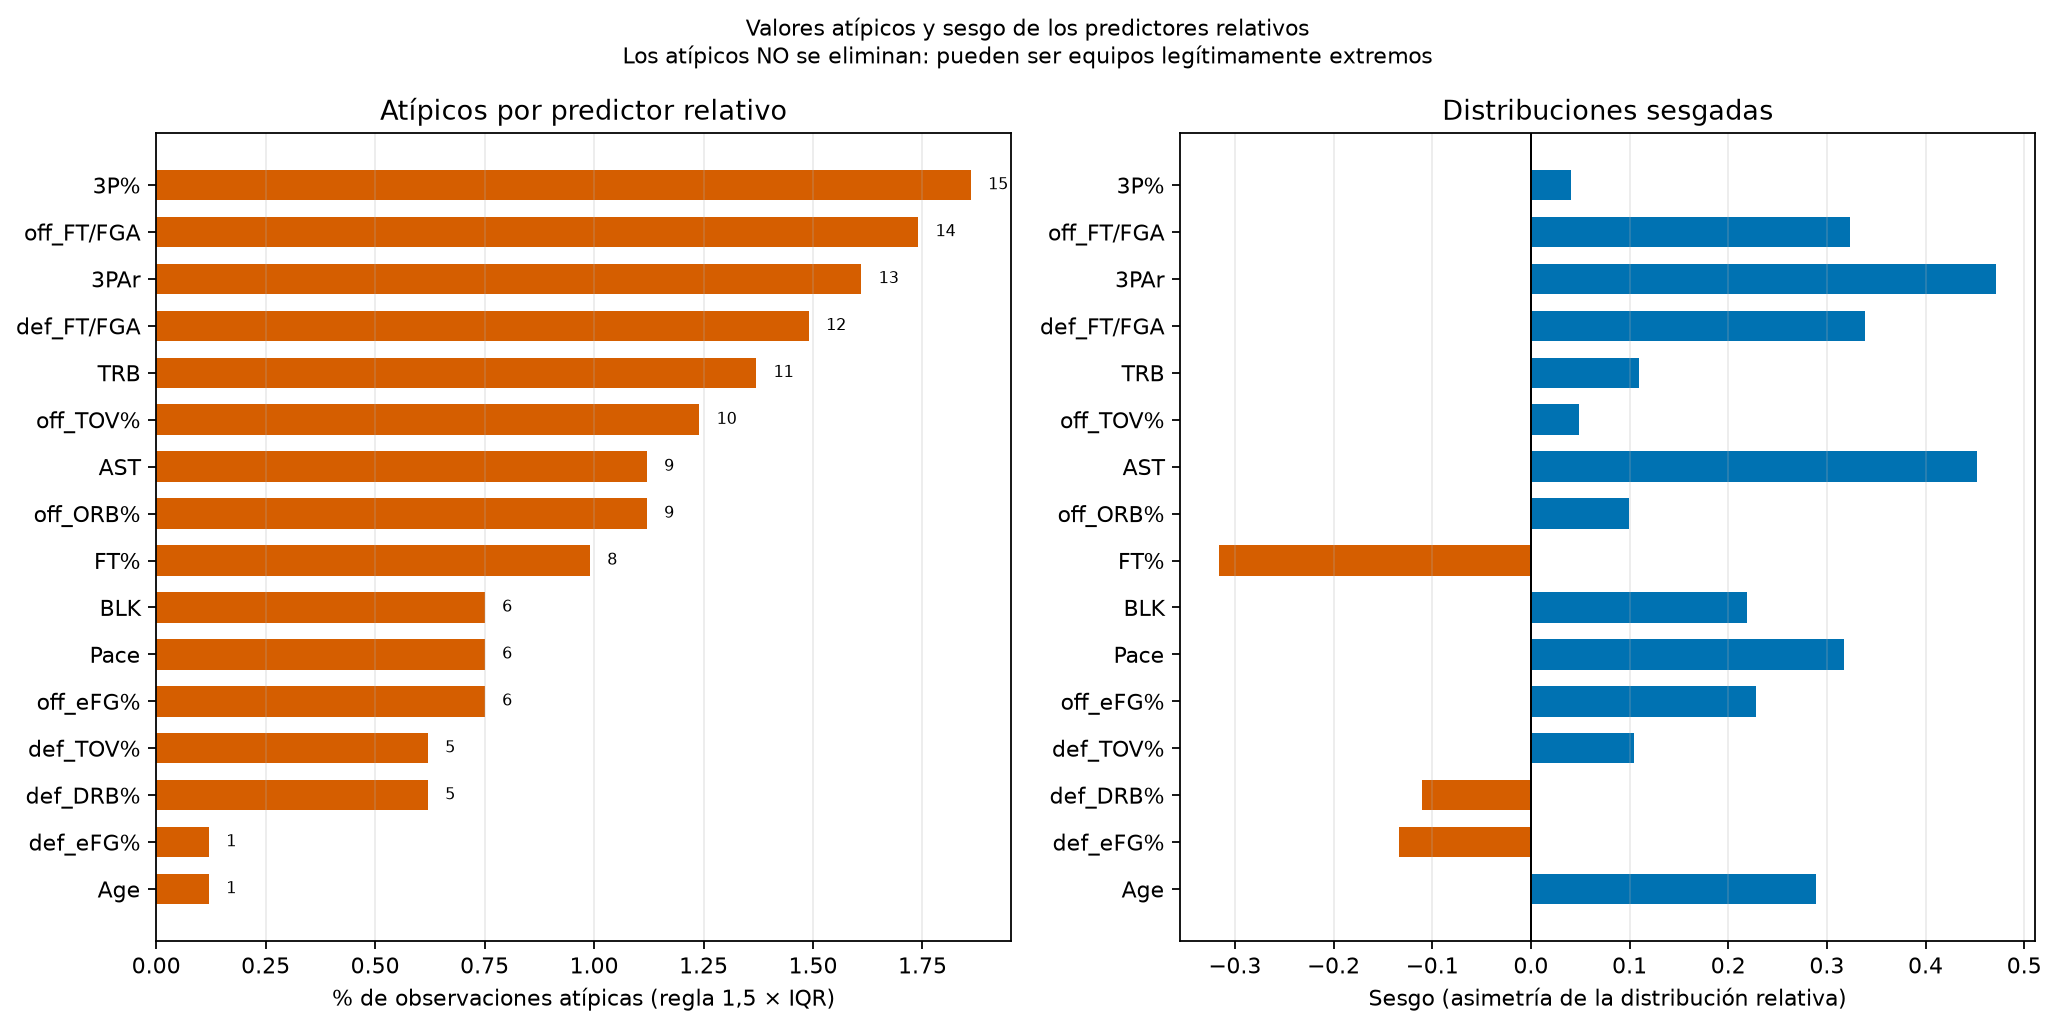 Valores atípicos y sesgo de los predictores relativos
Los atípicos NO se eliminan: pueden ser equipos legítimamente extremos
Atípicos por predictor relativo
3P% 15
off_FT/FGA 14
3PAr 13
def_FT/FGA 12
TRB 11
off_TOV% 10
AST 9
off_ORB% 9
FT% 8
BLK 6
Pace 6
off_eFG% 6
def_TOV% 5
def_DRB% 5
def_eFG% 1
Age 1
0.00 0.25 0.50 0.75 1.00 1.25 1.50 1.75
% de observaciones atípicas (regla 1,5 × IQR)
Distribuciones sesgadas
3P%
off_FT/FGA
3PAr
def_FT/FGA
TRB
off_TOV%
AST
off_ORB%
FT%
BLK
Pace
off_eFG%
def_TOV%
def_DRB%
def_eFG%
Age
−0.3 −0.2 −0.1 0.0 0.1 0.2 0.3 0.4 0.5
Sesgo (asimetría de la distribución relativa)